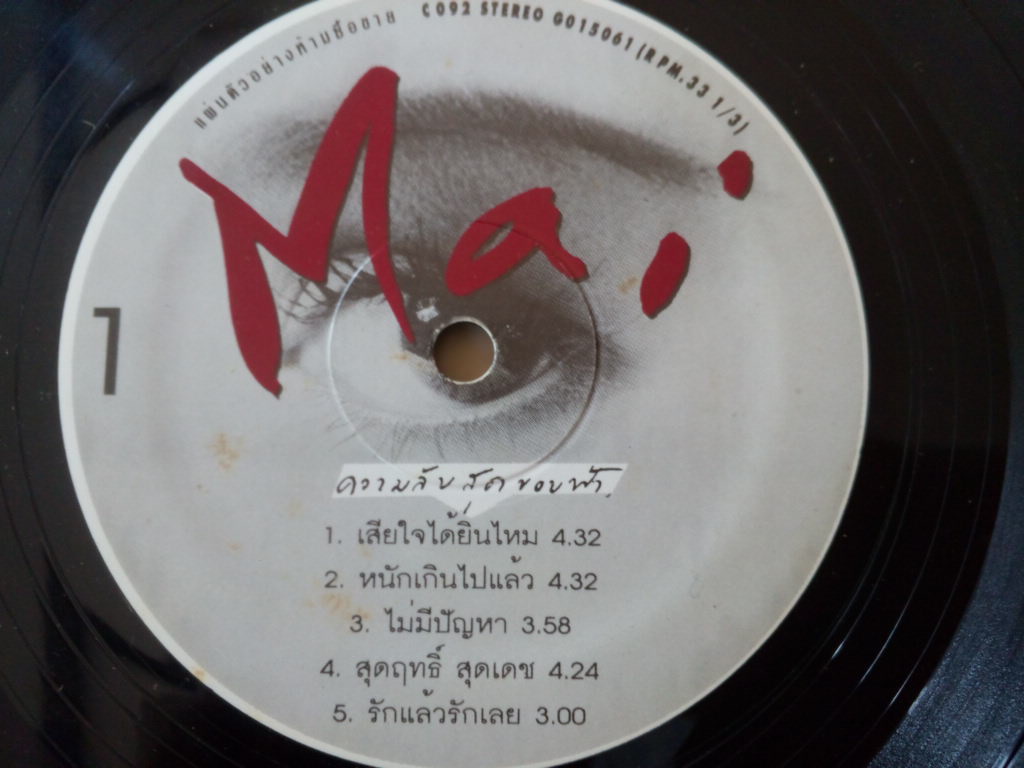 แผ่นตัวอย่างห้ามซื้อขาย
C 092 STEREO G015061 (R PM.33 1/3)
Mai
1
ความลับสุดขอบฟ้า
1. เสียใจได้ยินไหม 4.32
2. หนักเกินไปแล้ว 4.32
3. ไม่มีปัญหา 3.58
4. สุดฤทธิ์ สุดเดช 4.24
5. รักแล้วรักเลย 3.00